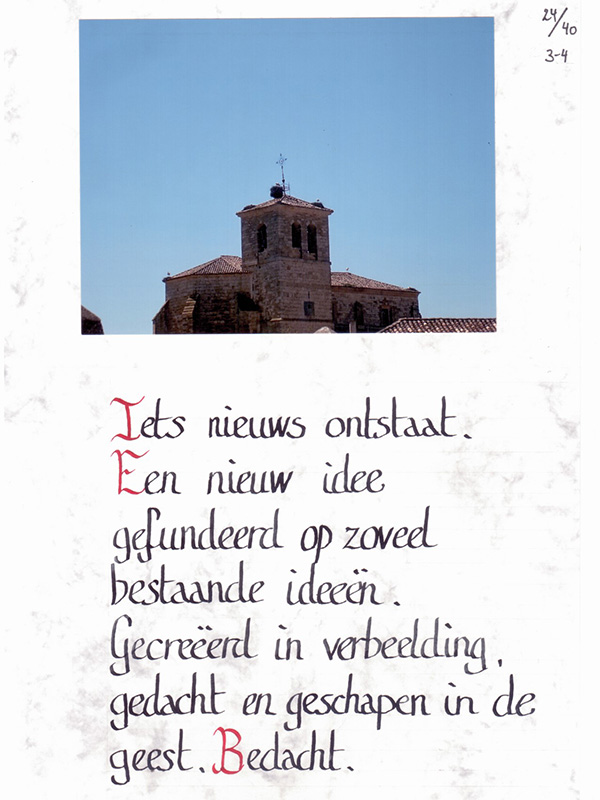 24/40
3-4
Iets nieuws ontstaat.
Een nieuw idee
gefundeerd op zoveel
bestaande ideeën.
Gecreëerd in verbeelding,
gedacht en geschapen in de
geest. Bedacht.